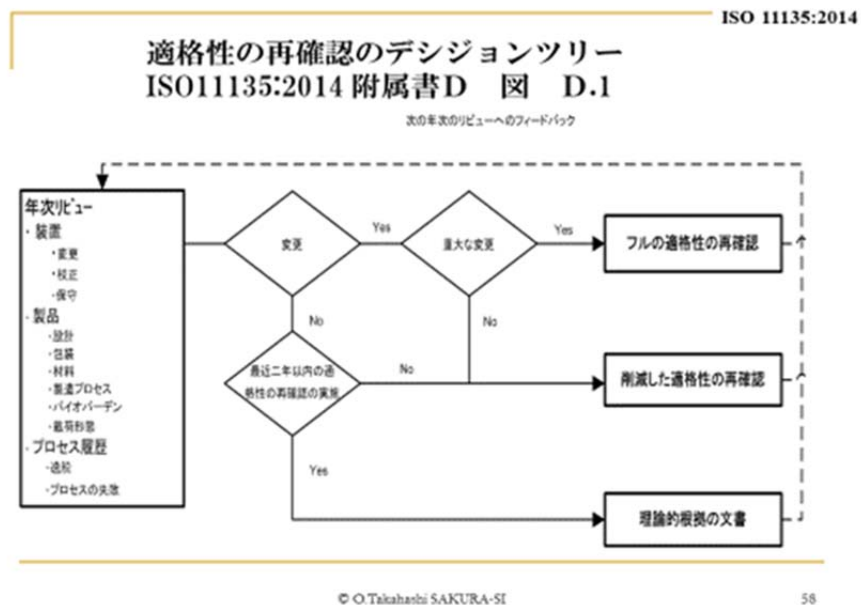 ISO 11135:2014
適格性の再確認のデシジョンツリー
ISO11135:2014 附属書D 図 D.1
次の年次のリビューへのフィードバック
年次リビュー
・装置
・変更
・校正
・保守
・製品
・設計
・包装
・材料
・製造プロセス
・バイオバーデン
・載荷形態
・プロセス履歴
・逸脱
・プロセスの失敗
変更
Yes
重大な変更
Yes
フルの適格性の再確認
No
No
最近二年以内の適
格性の再確認の実施
No
削減した適格性の再確認
Yes
理論的根拠の文書
© O.Takahashi SAKURA-SI
58